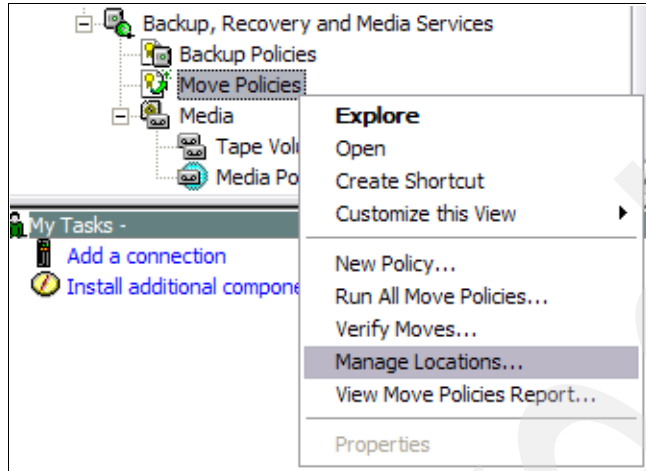 Backup, Recovery and Media Services
Backup Policies
Move Policies
Media
Tape
Media
My Tasks -
Add a connection
Install additional
Explore
Open
Create Shortcut
Customize this View
New Policy...
Run All Move Policies...
Verify Moves...
Manage Locations...
View Move Policies Report...
Properties